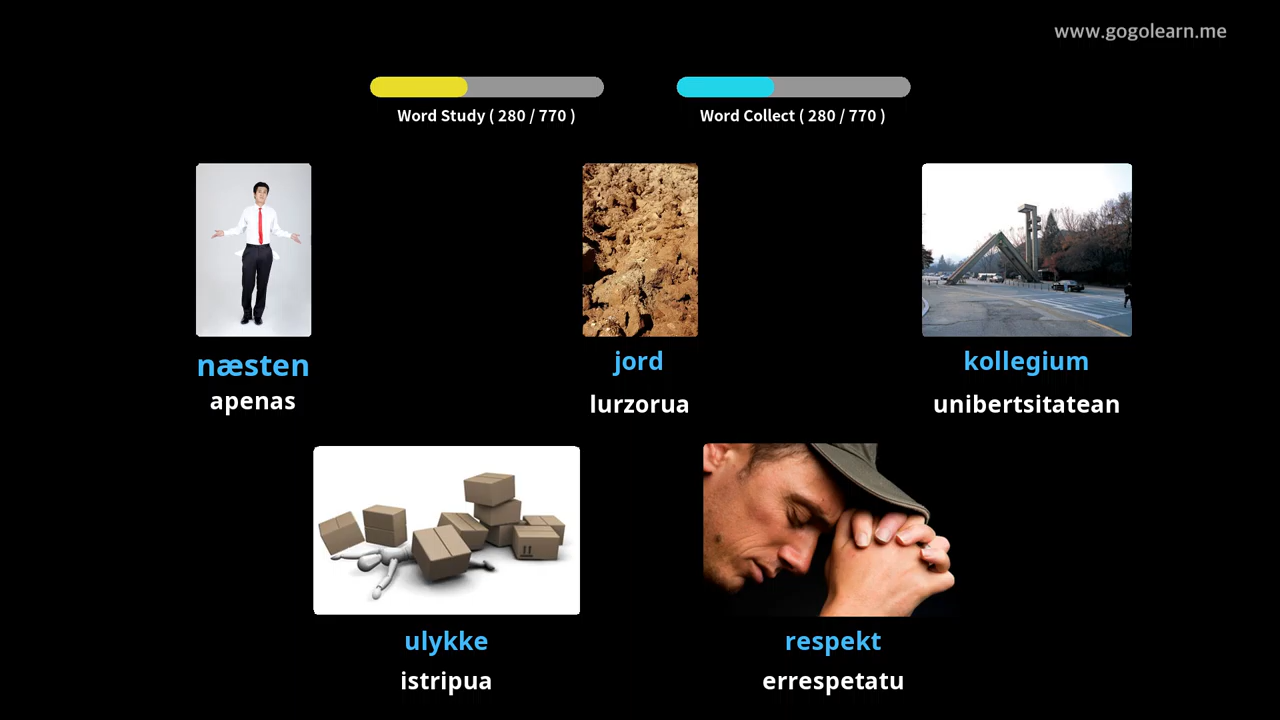 www.gogolearn.me
Word Study ( 280 / 770 )
Word Collect ( 280 / 770 )
næsten
apenas
jord
lurzorua
kollegium
unibertsitatean
ulykke
istripua
respekt
errespetatu